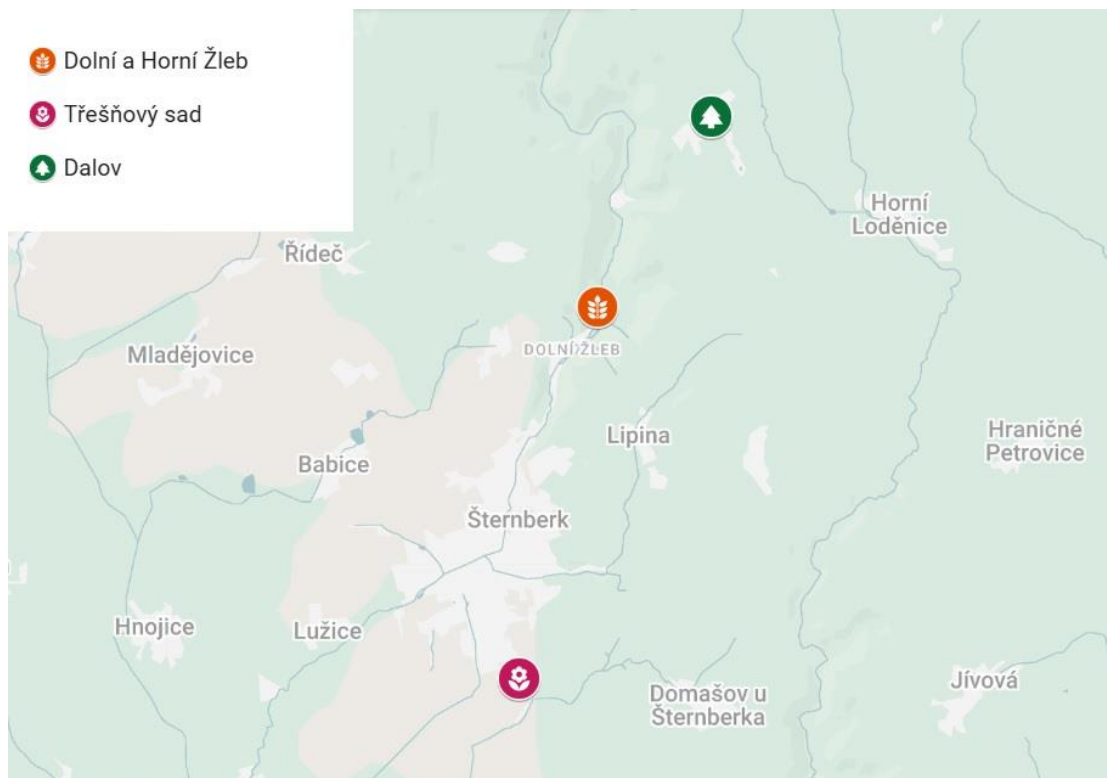 Dolní a Horní Žleb
Třešňový sad
Dalov
Horní
Loděnice
Řídeč
DOLNÍ ŽLEB
Mladějovice
Lipina
Hraničné
Petrovice
Babice
Šternberk
Hnojice
Lužice
Domašov u
Šternberka
Jívová